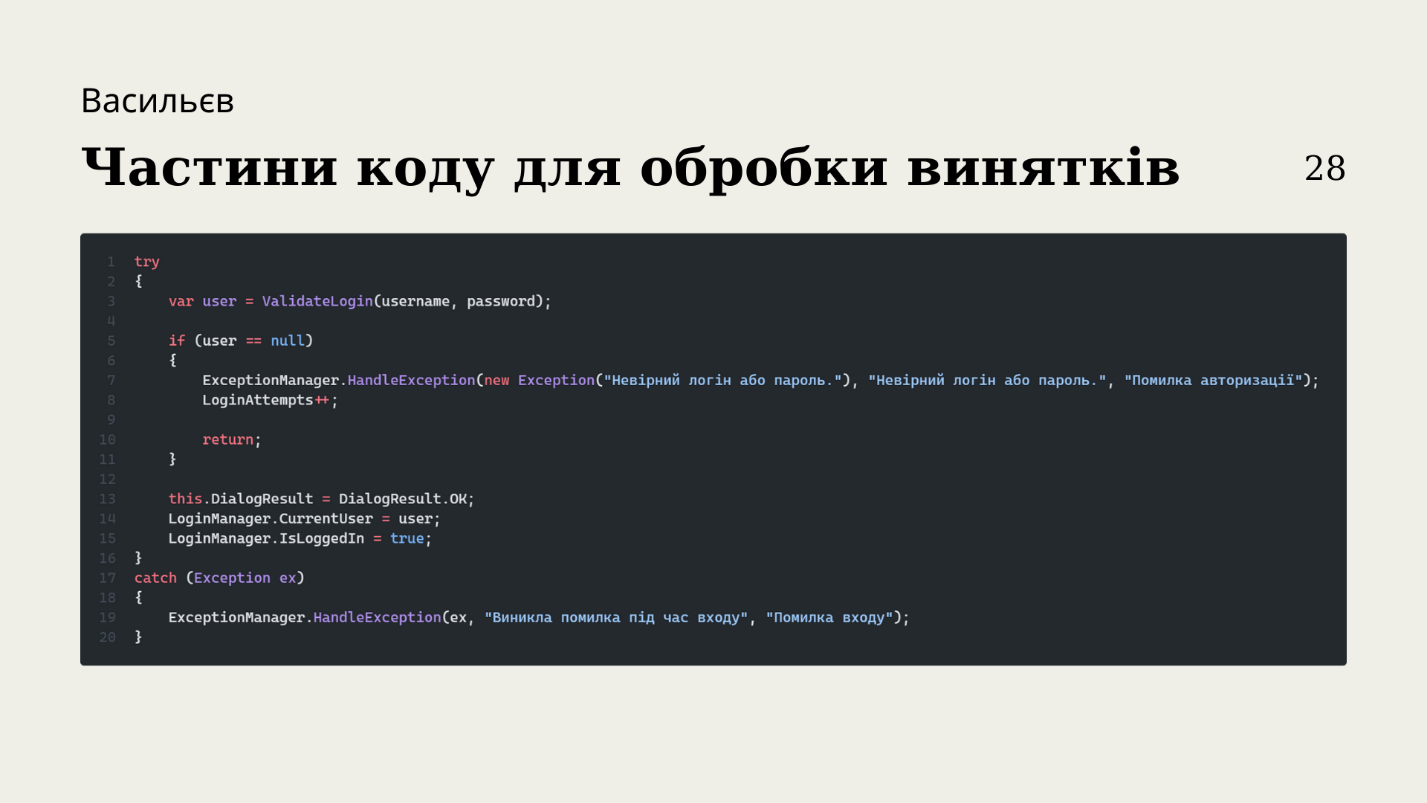 Васильєв
Частини коду для обробки винятків
28
1 try
2 {
3     var user = ValidateLogin(username, password);
4
5     if (user == null)
6     {
7         ExceptionManager.HandleException(new Exception("Невірний логін або пароль."), "Невірний логін або пароль.", "Помилка авторизації");
8         LoginAttempts++;
9
10         return;
11     }
12
13     this.DialogResult = DialogResult.OK;
14     LoginManager.CurrentUser = user;
15     LoginManager.IsLoggedIn = true;
16 }
17 catch (Exception ex)
18 {
19     ExceptionManager.HandleException(ex, "Виникла помилка під час входу", "Помилка входу");
20 }